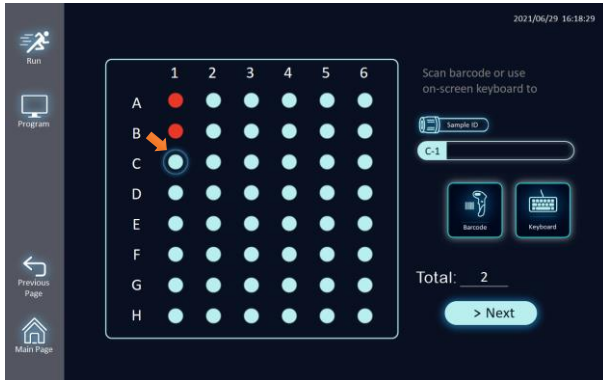 2021/06/29 16:18:29
Run
Program
Previous
Page
Main Page
1 2 3 4 5 6
A
B
C
D
E
F
G
H
Scan barcode or use
on-screen keyboard to
Sample ID
C-1
Barcode
Keyboard
Total: 2
> Next